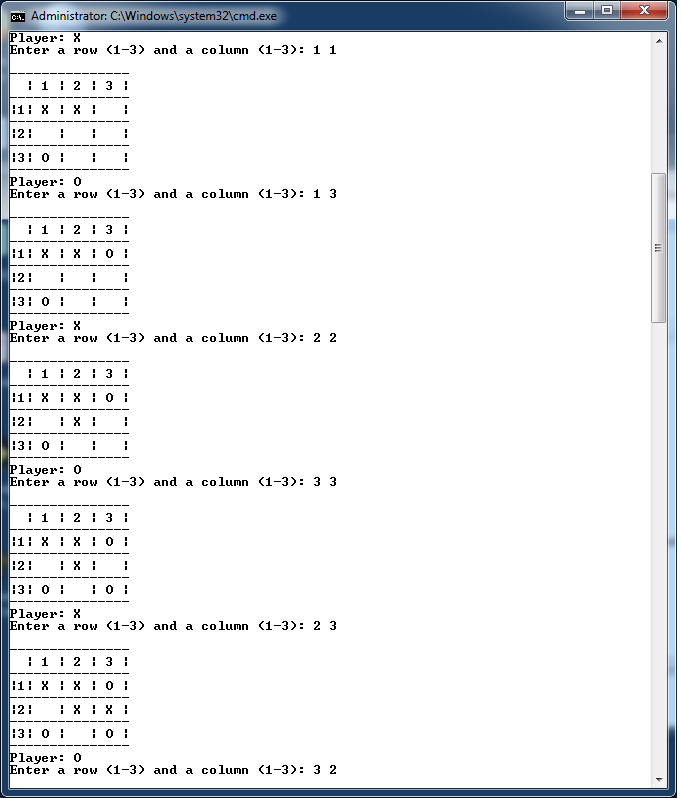 Administrator: C:\Windows\system32\cmd.exe
Player: X
Enter a row (1-3) and a column (1-3): 1 1
_______________
  ¦ 1 ¦ 2 ¦ 3 ¦
---------------
¦1¦ X ¦ X ¦   ¦
---------------
¦2¦   ¦   ¦   ¦
---------------
¦3¦ O ¦   ¦   ¦
---------------
Player: O
Enter a row (1-3) and a column (1-3): 1 3
_______________
  ¦ 1 ¦ 2 ¦ 3 ¦
---------------
¦1¦ X ¦ X ¦ O ¦
---------------
¦2¦   ¦   ¦   ¦
---------------
¦3¦ O ¦   ¦   ¦
---------------
Player: X
Enter a row (1-3) and a column (1-3): 2 2
_______________
  ¦ 1 ¦ 2 ¦ 3 ¦
---------------
¦1¦ X ¦ X ¦ O ¦
---------------
¦2¦   ¦ X ¦   ¦
---------------
¦3¦ O ¦   ¦   ¦
---------------
Player: O
Enter a row (1-3) and a column (1-3): 3 3
_______________
  ¦ 1 ¦ 2 ¦ 3 ¦
---------------
¦1¦ X ¦ X ¦ O ¦
---------------
¦2¦   ¦ X ¦   ¦
---------------
¦3¦ O ¦   ¦ O ¦
---------------
Player: X
Enter a row (1-3) and a column (1-3): 2 3
_______________
  ¦ 1 ¦ 2 ¦ 3 ¦
---------------
¦1¦ X ¦ X ¦ O ¦
---------------
¦2¦   ¦ X ¦ X ¦
---------------
¦3¦ O ¦   ¦ O ¦
---------------
Player: O
Enter a row (1-3) and a column (1-3): 3 2